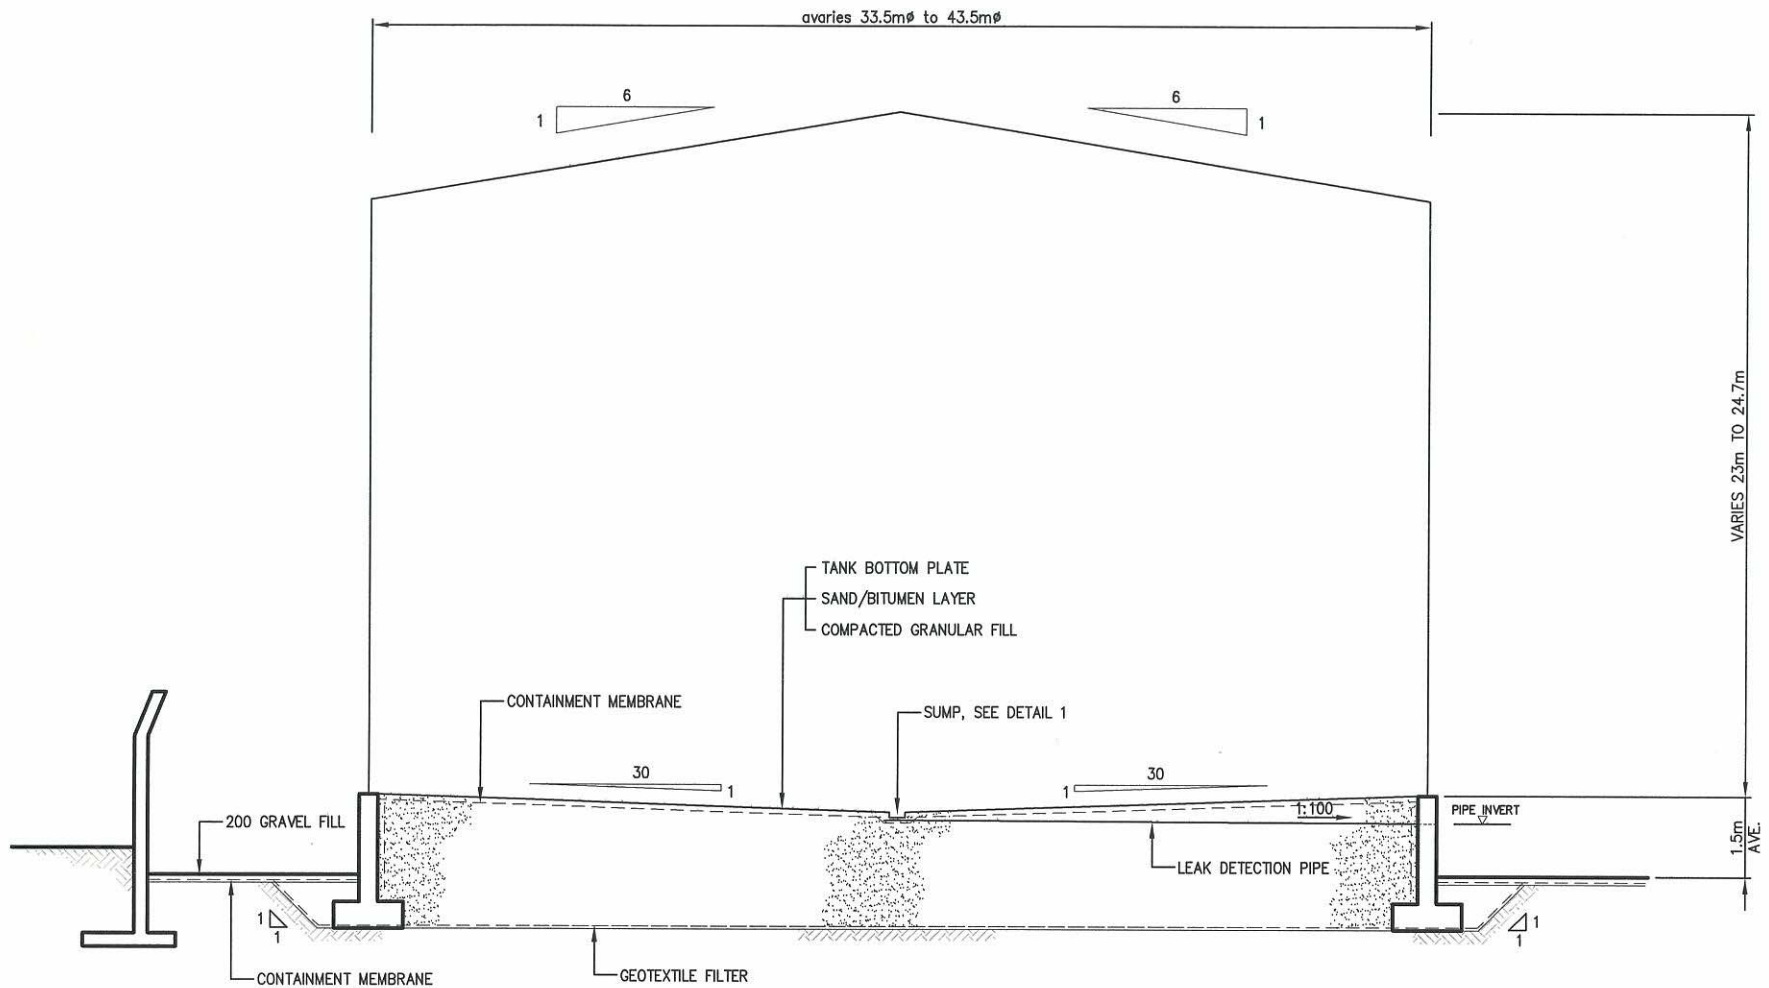 avaries 33.5mø to 43.5mø
6
1
6
1
VARIES 23m TO 24.7m
TANK BOTTOM PLATE
SAND/BITUMEN LAYER
COMPACTED GRANULAR FILL
CONTAINMENT MEMBRANE
SUMP, SEE DETAIL 1
30
1
30
1
1:100
PIPE INVERT
1.5m
AVE.
200 GRAVEL FILL
LEAK DETECTION PIPE
1
1
1
1
CONTAINMENT MEMBRANE
GEOTEXTILE FILTER